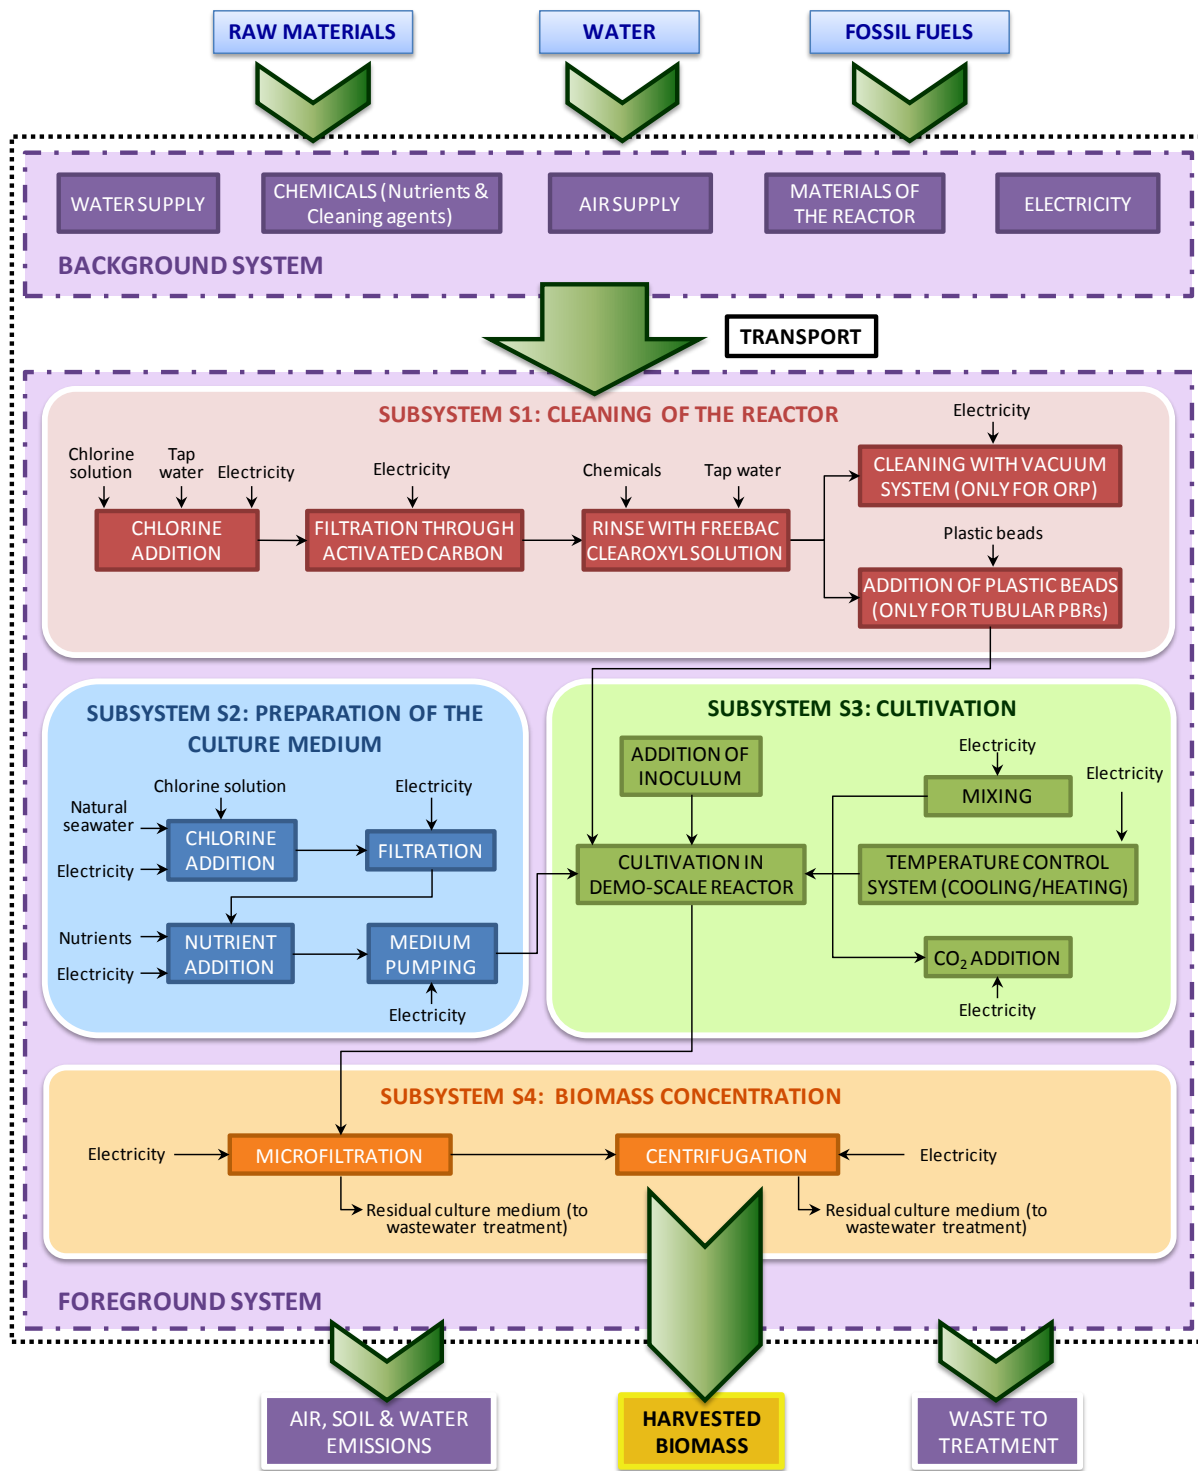 RAW MATERIALS
WATER
FOSSIL FUELS
WATER SUPPLY
CHEMICALS (Nutrients &
Cleaning agents)
AIR SUPPLY
MATERIALS OF
THE REACTOR
ELECTRICITY
BACKGROUND SYSTEM
TRANSPORT
SUBSYSTEM S1: CLEANING OF THE REACTOR
Chlorine
solution
Tap
water
Electricity
Electricity
Chemicals
Tap water
Electricity
CHLORINE
ADDITION
FILTRATION THROUGH
ACTIVATED CARBON
RINSE WITH FREEBAC
CLEAROXYL SOLUTION
CLEANING WITH VACUUM
SYSTEM (ONLY FOR ORP)
Plastic beads
ADDITION OF PLASTIC BEADS
(ONLY FOR TUBULAR PBRs)
SUBSYSTEM S2: PREPARATION OF THE
CULTURE MEDIUM
Chlorine solution
Electricity
Natural
seawater
Electricity
CHLORINE
ADDITION
FILTRATION
Nutrients
Electricity
NUTRIENT
ADDITION
MEDIUM
PUMPING
Electricity
SUBSYSTEM S3: CULTIVATION
ADDITION OF
INOCULUM
Electricity
MIXING
Electricity
CULTIVATION IN
DEMO-SCALE REACTOR
TEMPERATURE CONTROL
SYSTEM (COOLING/HEATING)
CO₂ ADDITION
Electricity
SUBSYSTEM S4: BIOMASS CONCENTRATION
Electricity
MICROFILTRATION
CENTRIFUGATION
Electricity
Residual culture medium (to
wastewater treatment)
Residual culture medium (to
wastewater treatment)
FOREGROUND SYSTEM
AIR, SOIL & WATER
EMISSIONS
HARVESTED
BIOMASS
WASTE TO
TREATMENT